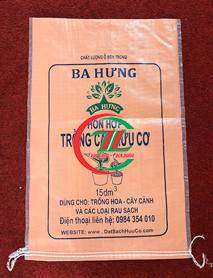 CHẤT LƯỢNG Ở BÊN TRONG
BA HƯNG
BA HƯNG
HỖN HỢP
TRỒNG CÂY HỮU CƠ
15dm³
DÙNG CHO: TRỒNG HOA - CÂY CẢNH
VÀ CÁC LOẠI RAU SẠCH
Điện thoại liên hệ: 0984 354 010
WEBSITE: www.DatSachHuuCo.com